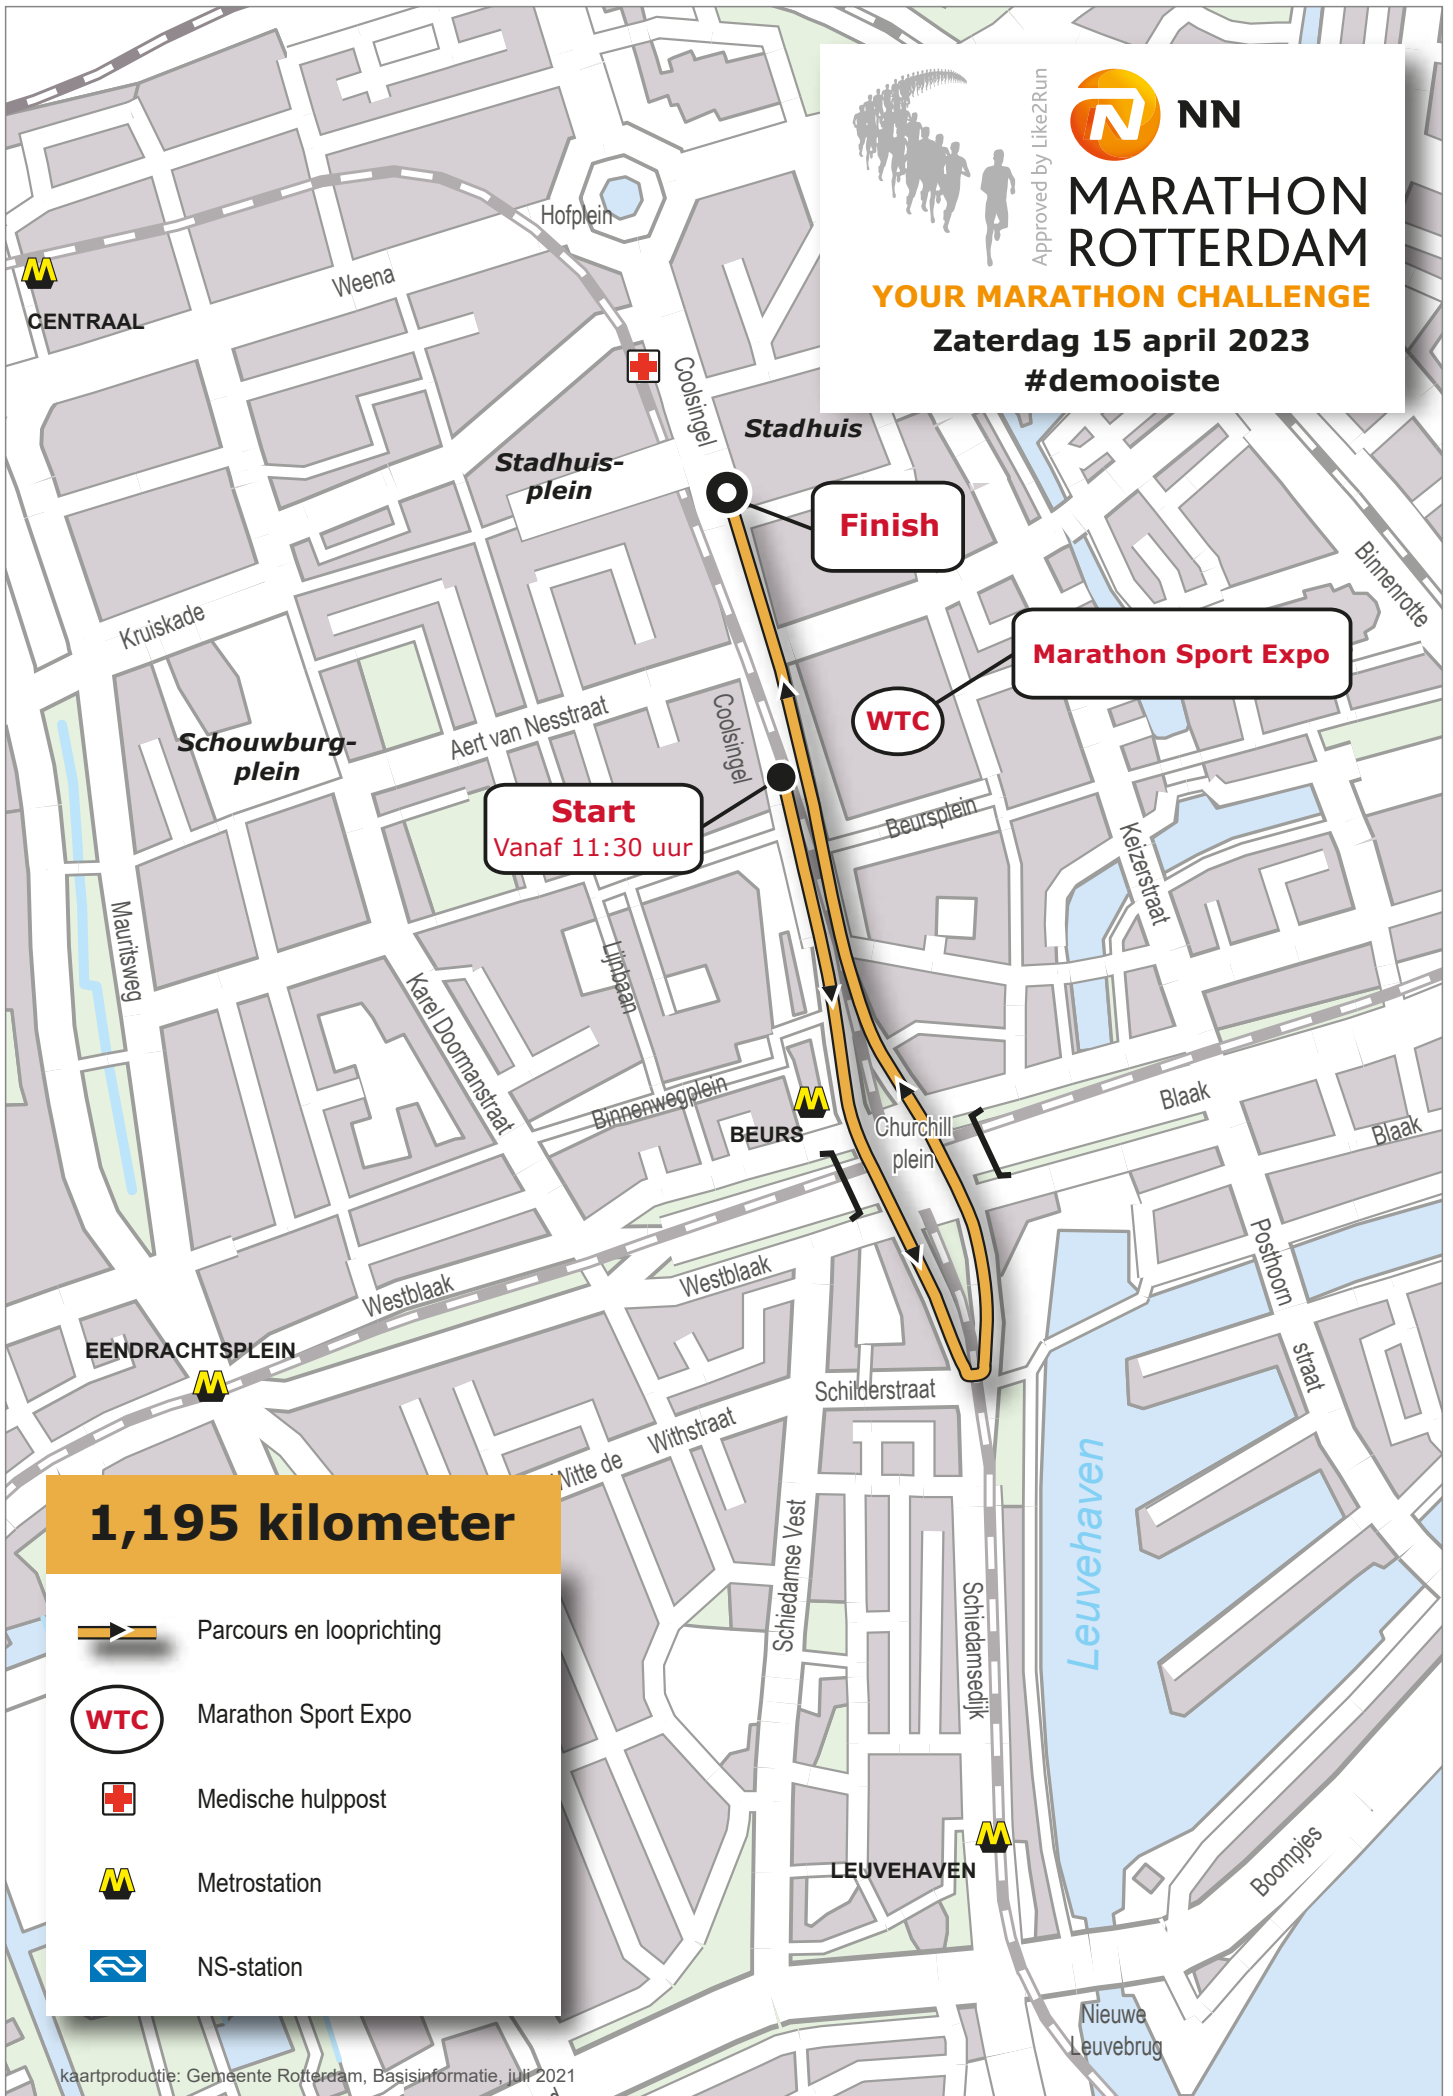 Approved by Like2Run
NN
MARATHON
ROTTERDAM
YOUR MARATHON CHALLENGE
Zaterdag 15 april 2023
#demooiste
Hofplein
Weena
CENTRAAL
Coolsingel
Stadhuis
Stadhuis-
plein
Finish
Binnenrotte
Kruiskade
Marathon Sport Expo
WTC
Coolsingel
Aert van Nesstraat
Schouwburg-
plein
Start
Vanaf 11:30 uur
Beursplein
Keizerstraat
Mauritsweg
Lijnbaan
Karel Doormanstraat
Binnenwegplein
BEURS
Churchill
plein
Blaak
Blaak
Posthoorn
straat
Westblaak
Westblaak
EENDRACHTSPLEIN
Schilderstraat
Witte de
Withstraat
Leuvehaven
Schiedamse Vest
Schiedamsedijk
LEUVEHAVEN
Boompjes
Nieuwe
Leuvebrug
1,195 kilometer
Parcours en looprichting
WTC
Marathon Sport Expo
Medische hulppost
Metrostation
NS-station
kaartproductie: Gemeente Rotterdam, Basisinformatie, juli 2021